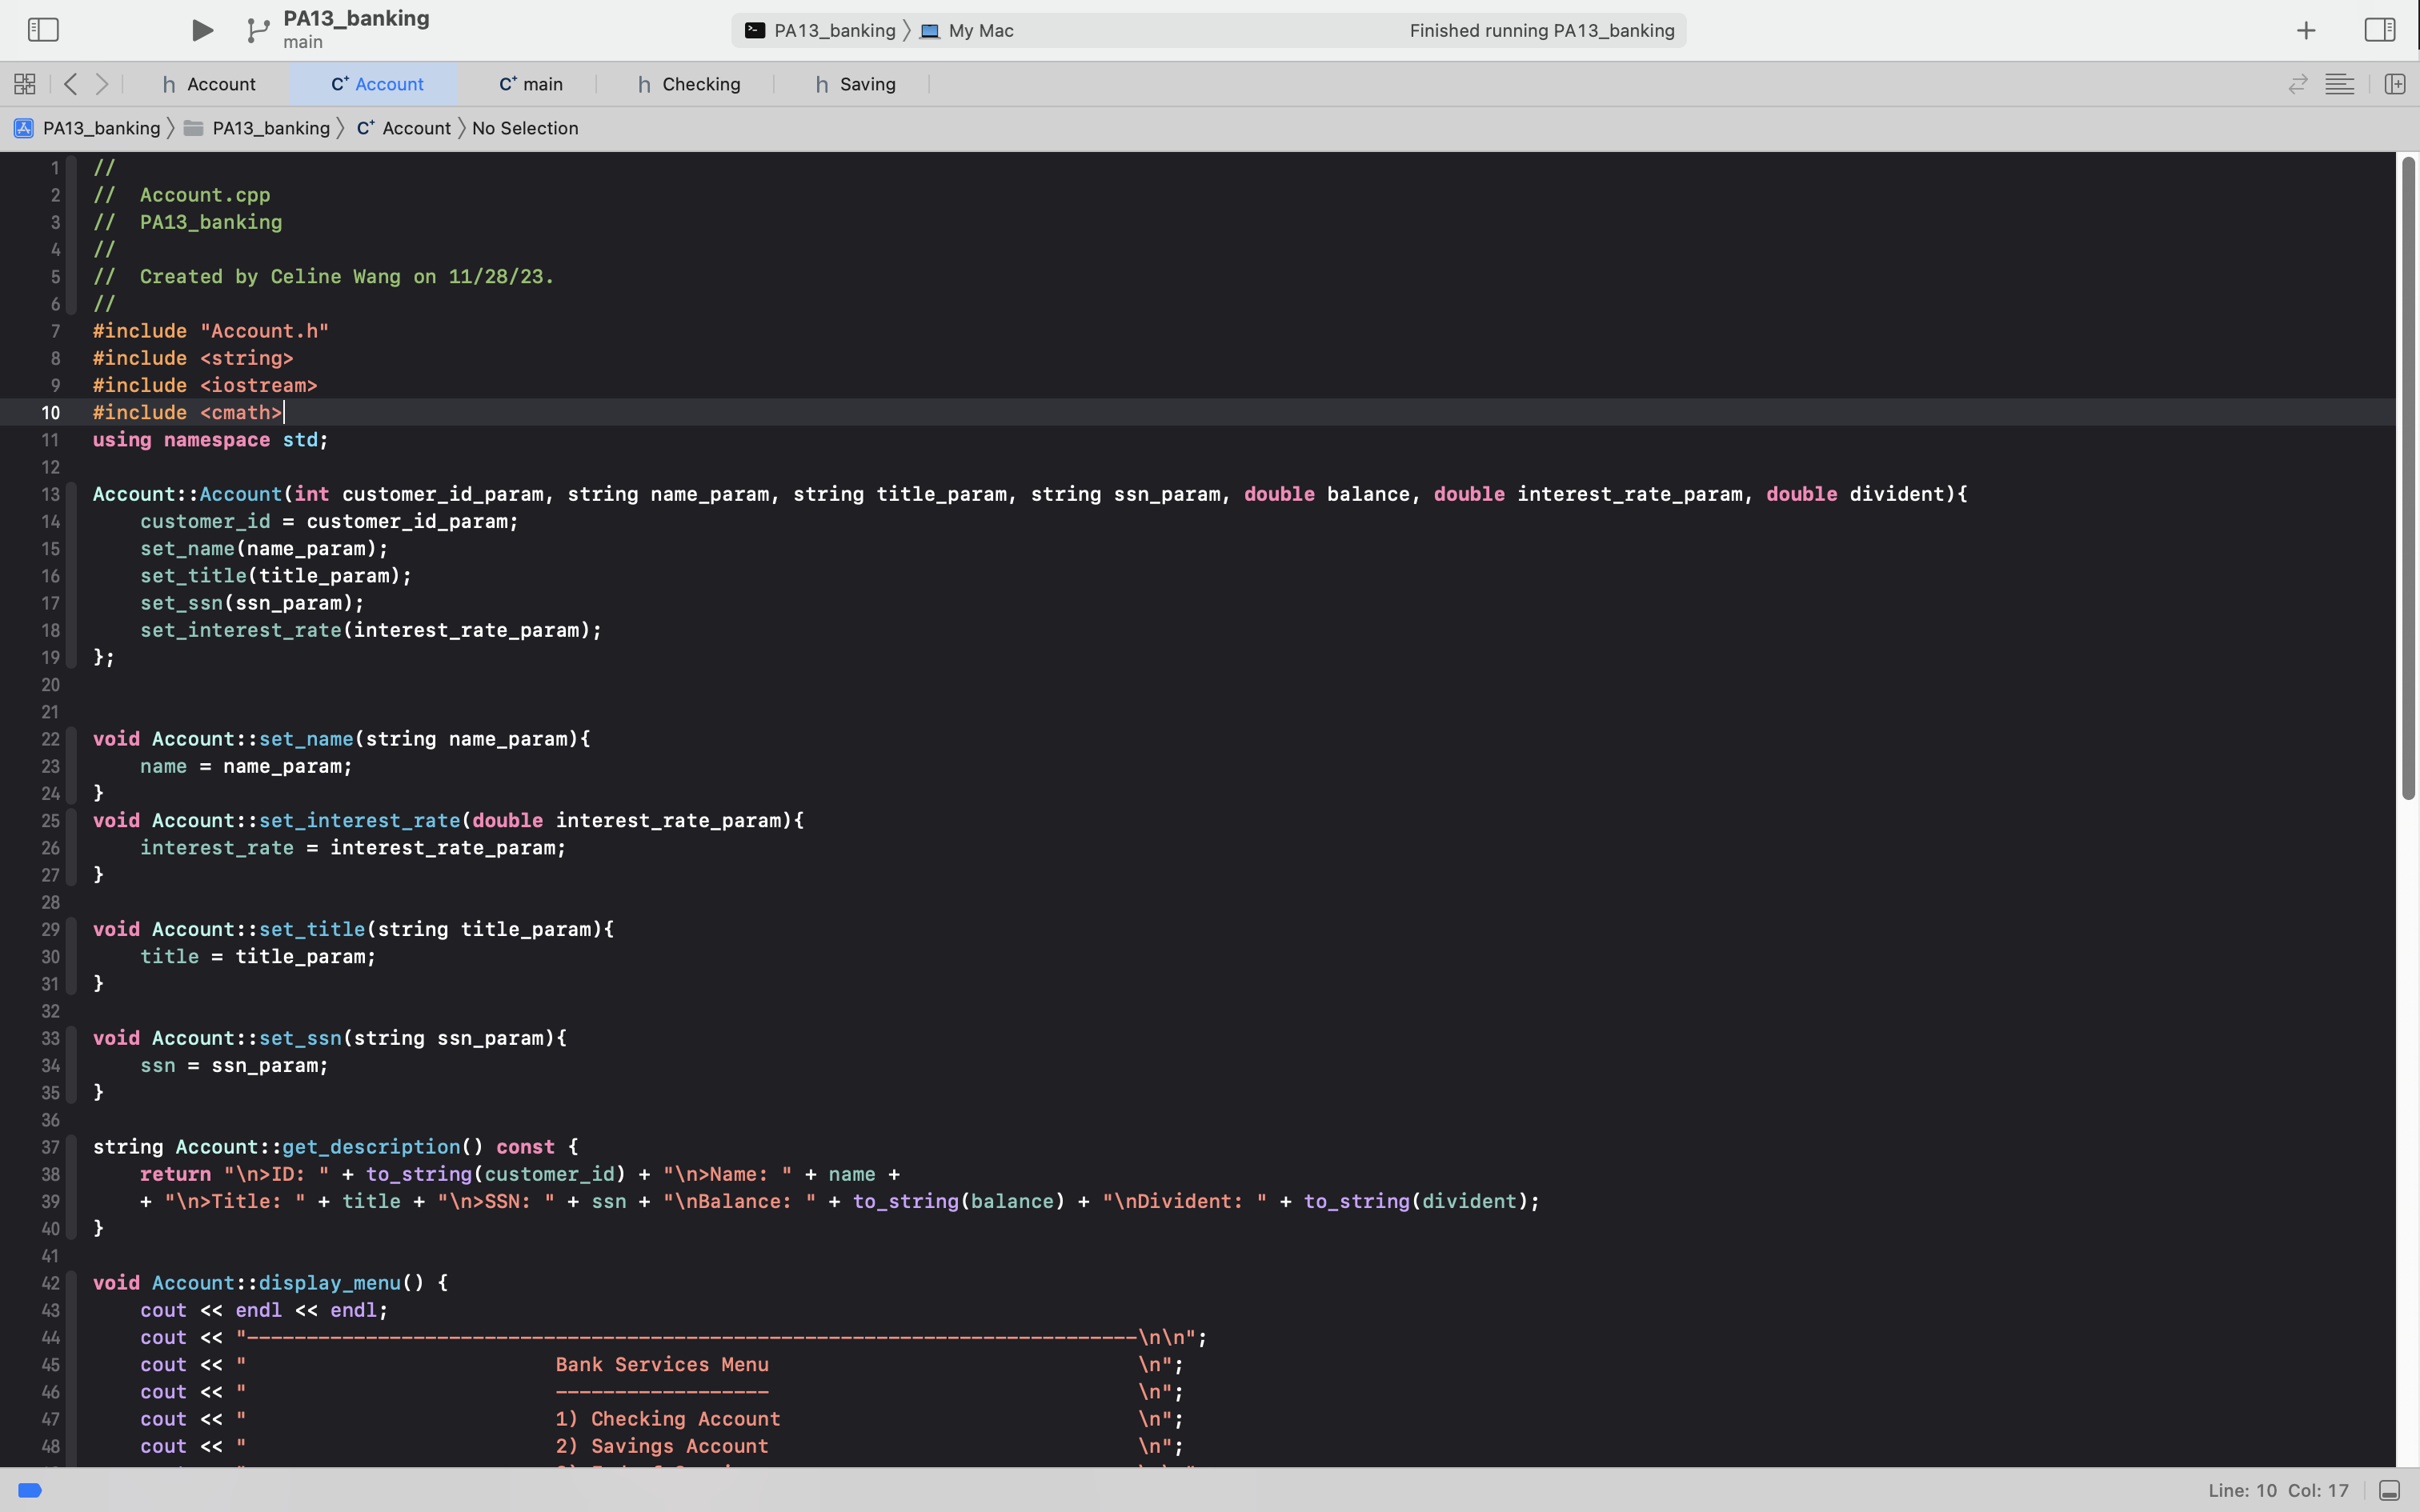 PA13_banking
main
PA13_banking 〉 My Mac
Finished running PA13_banking
h Account
C+ Account
C+ main
h Checking
h Saving
PA13_banking 〉 PA13_banking 〉 C+ Account 〉 No Selection
1 //
2 //  Account.cpp
3 //  PA13_banking
4 //
5 //  Created by Celine Wang on 11/28/23.
6 //
7 #include "Account.h"
8 #include <string>
9 #include <iostream>
10 #include <cmath>
11 using namespace std;
12
13 Account::Account(int customer_id_param, string name_param, string title_param, string ssn_param, double balance, double interest_rate_param, double divident){
14     customer_id = customer_id_param;
15     set_name(name_param);
16     set_title(title_param);
17     set_ssn(ssn_param);
18     set_interest_rate(interest_rate_param);
19 };
20
21
22 void Account::set_name(string name_param){
23     name = name_param;
24 }
25 void Account::set_interest_rate(double interest_rate_param){
26     interest_rate = interest_rate_param;
27 }
28
29 void Account::set_title(string title_param){
30     title = title_param;
31 }
32
33 void Account::set_ssn(string ssn_param){
34     ssn = ssn_param;
35 }
36
37 string Account::get_description() const {
38     return "\n>ID: " + to_string(customer_id) + "\n>Name: " + name +
39     + "\n>Title: " + title + "\n>SSN: " + ssn + "\nBalance: " + to_string(balance) + "\nDivident: " + to_string(divident);
40 }
41
42 void Account::display_menu() {
43     cout << endl << endl;
44     cout << "---------------------------------------------------------------------------\n\n";
45     cout << "                          Bank Services Menu                               \n";
46     cout << "                          ------------------                               \n";
47     cout << "                          1) Checking Account                              \n";
48     cout << "                          2) Savings Account                               \n";
Line: 10 Col: 17